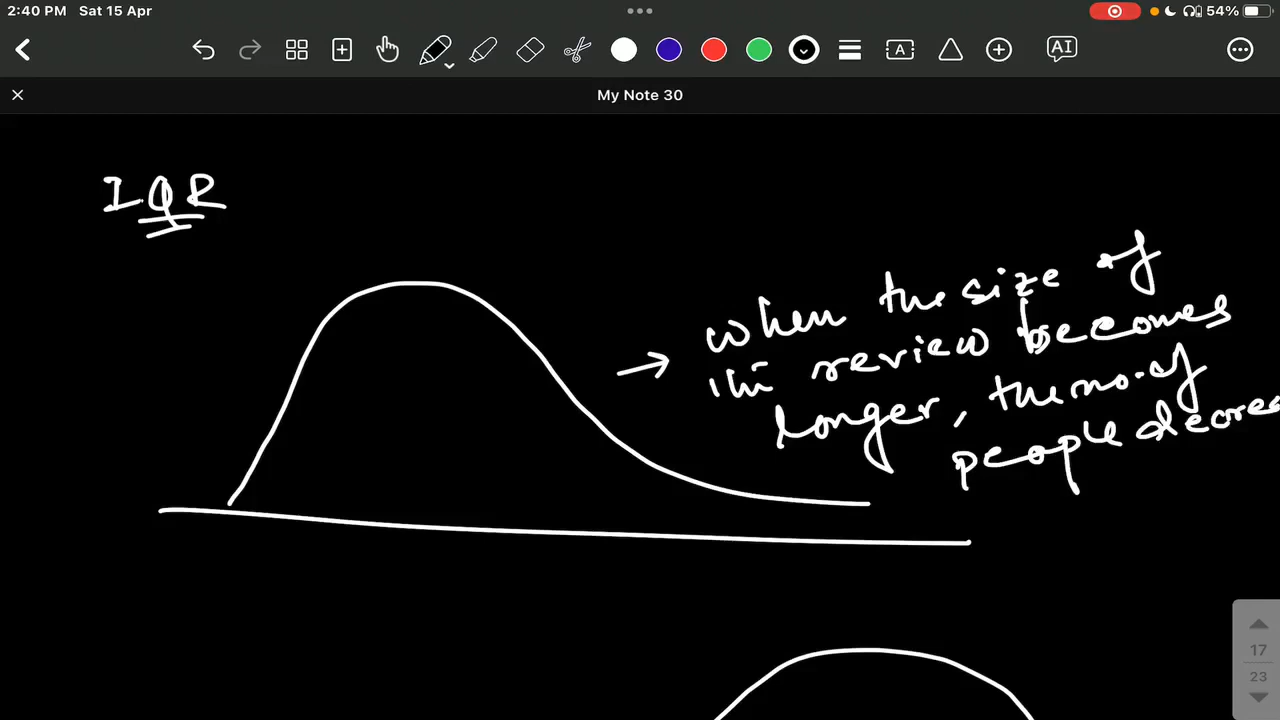 2:40 PM Sat 15 Apr
54%
A
AI
My Note 30
IQR
when the size of
the review becomes
longer, the no. of
people decrea
17
23